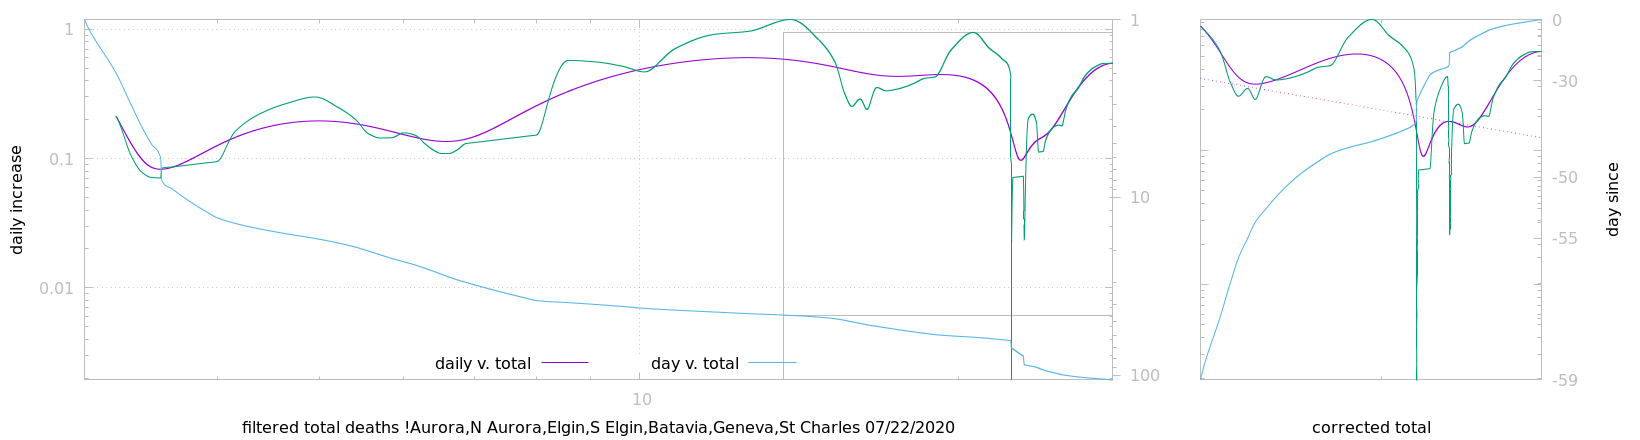 1
0.1
0.01
daily increase
daily v. total
day v. total
10
1
10
100
filtered total deaths !Aurora,N Aurora,Elgin,S Elgin,Batavia,Geneva,St Charles 07/22/2020
0
-30
-50
-55
-59
day since
corrected total